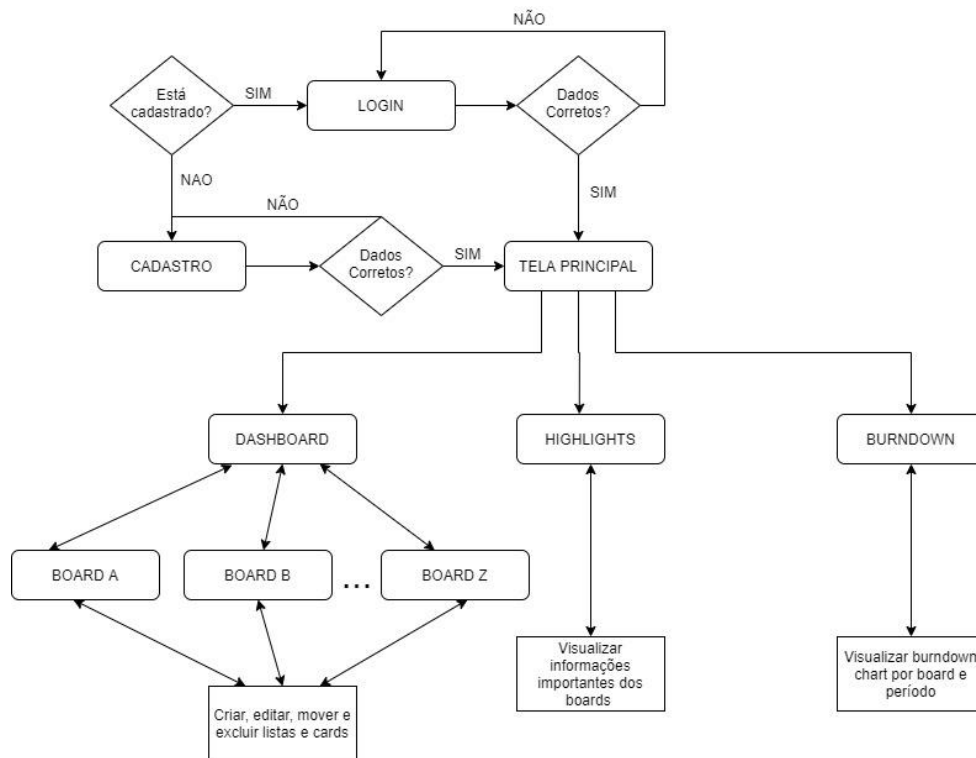 NÃO
Está
cadastrado?
SIM
LOGIN
Dados
Corretos?
NAO
SIM
NÃO
CADASTRO
Dados
Corretos?
SIM
TELA PRINCIPAL
DASHBOARD
HIGHLIGHTS
BURNDOWN
BOARD A
BOARD B
...
BOARD Z
Visualizar
informações
importantes dos
boards
Visualizar burndown
chart por board e
período
Criar, editar, mover e
excluir listas e cards